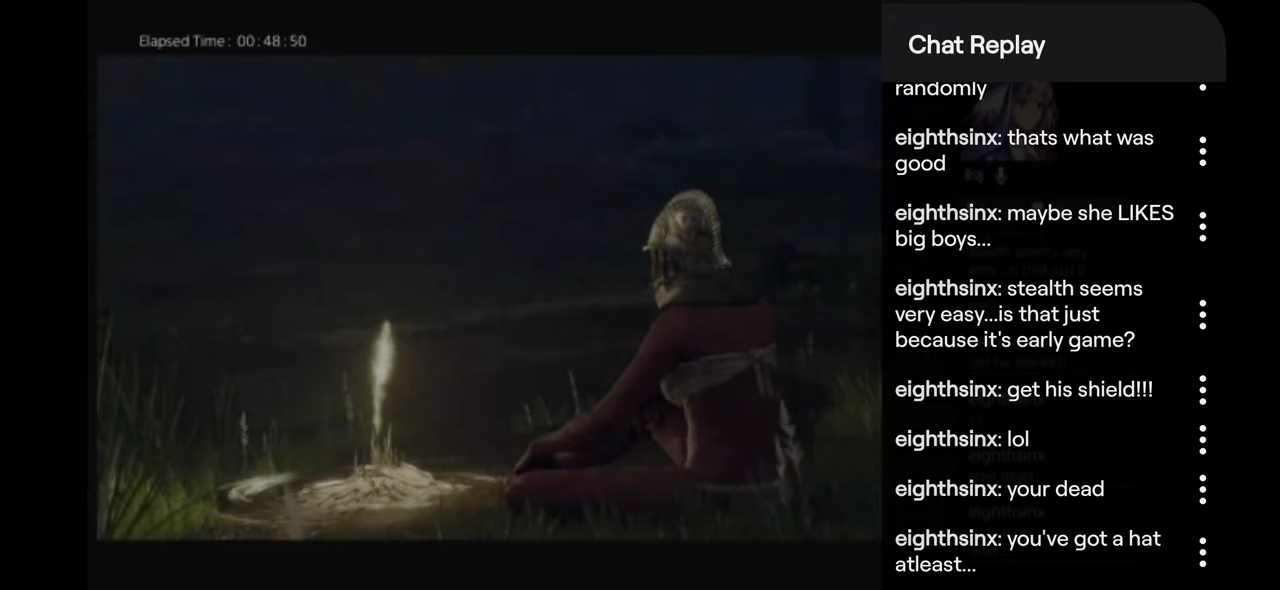 Elapsed Time: 00:48:50
Chat Replay
randomly
eighthsinx: thats what was
good
eighthsinx: maybe she LIKES
big boys...
eighthsinx: stealth seems
very easy...is that just
because it's early game?
eighthsinx: get his shield!!!
eighthsinx: lol
eighthsinx: your dead
eighthsinx: you've got a hat
atleast...